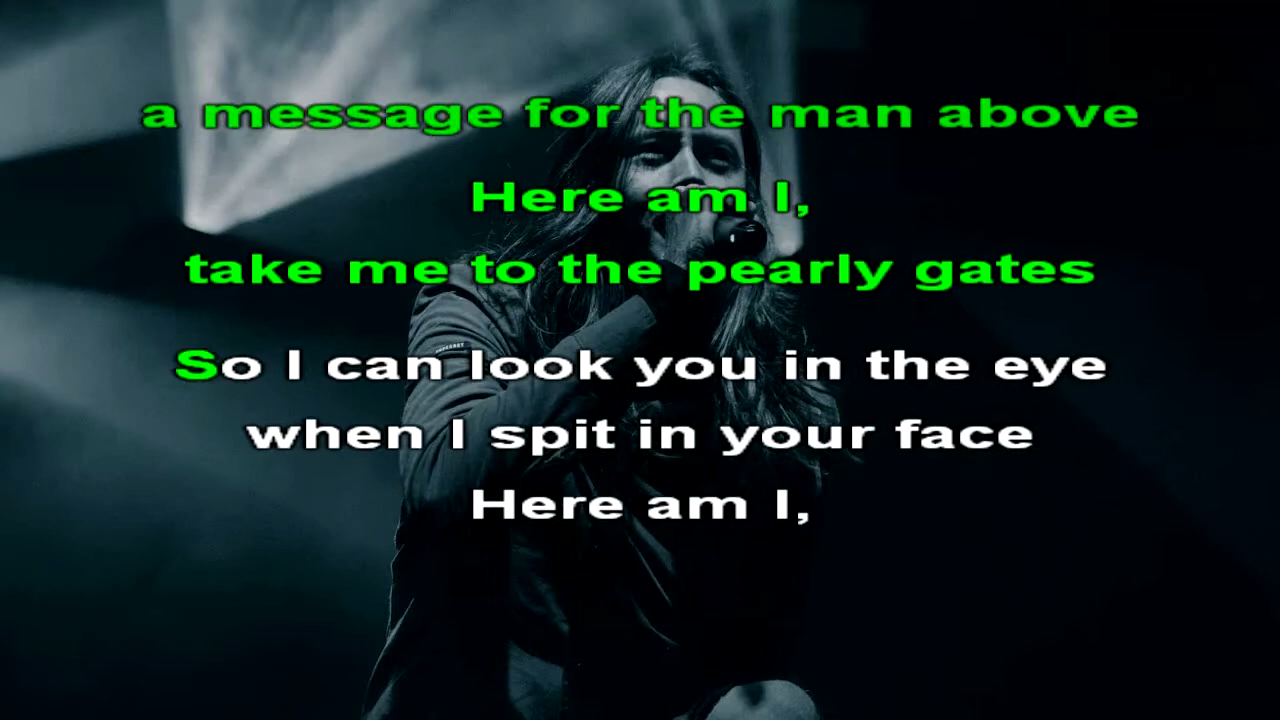 a message for the man above
Here am I,
take me to the pearly gates
So I can look you in the eye
when I spit in your face
Here am I,